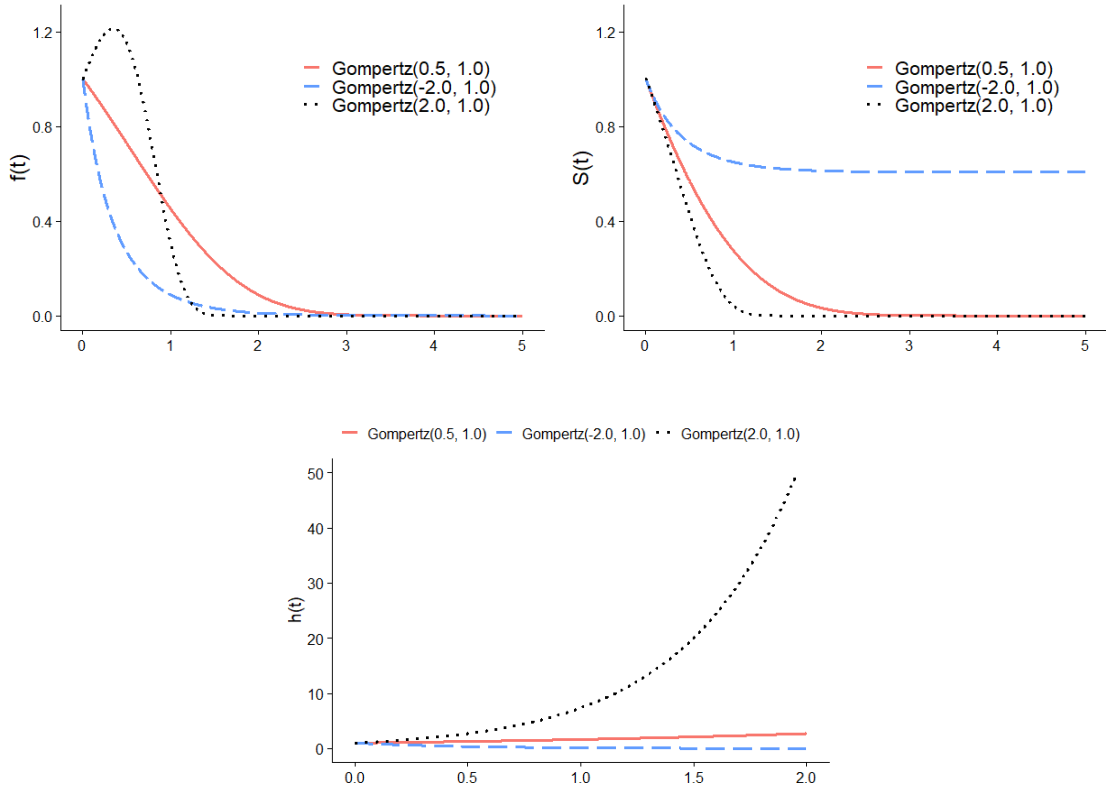 f(t)
1.2
0.8
0.4
0.0
0 1 2 3 4 5
Gompertz(0.5, 1.0)
Gompertz(-2.0, 1.0)
Gompertz(2.0, 1.0)
S(t)
1.2
0.8
0.4
0.0
0 1 2 3 4 5
Gompertz(0.5, 1.0)
Gompertz(-2.0, 1.0)
Gompertz(2.0, 1.0)
Gompertz(0.5, 1.0) Gompertz(-2.0, 1.0) Gompertz(2.0, 1.0)
h(t)
50
40
30
20
10
0
0.0 0.5 1.0 1.5 2.0